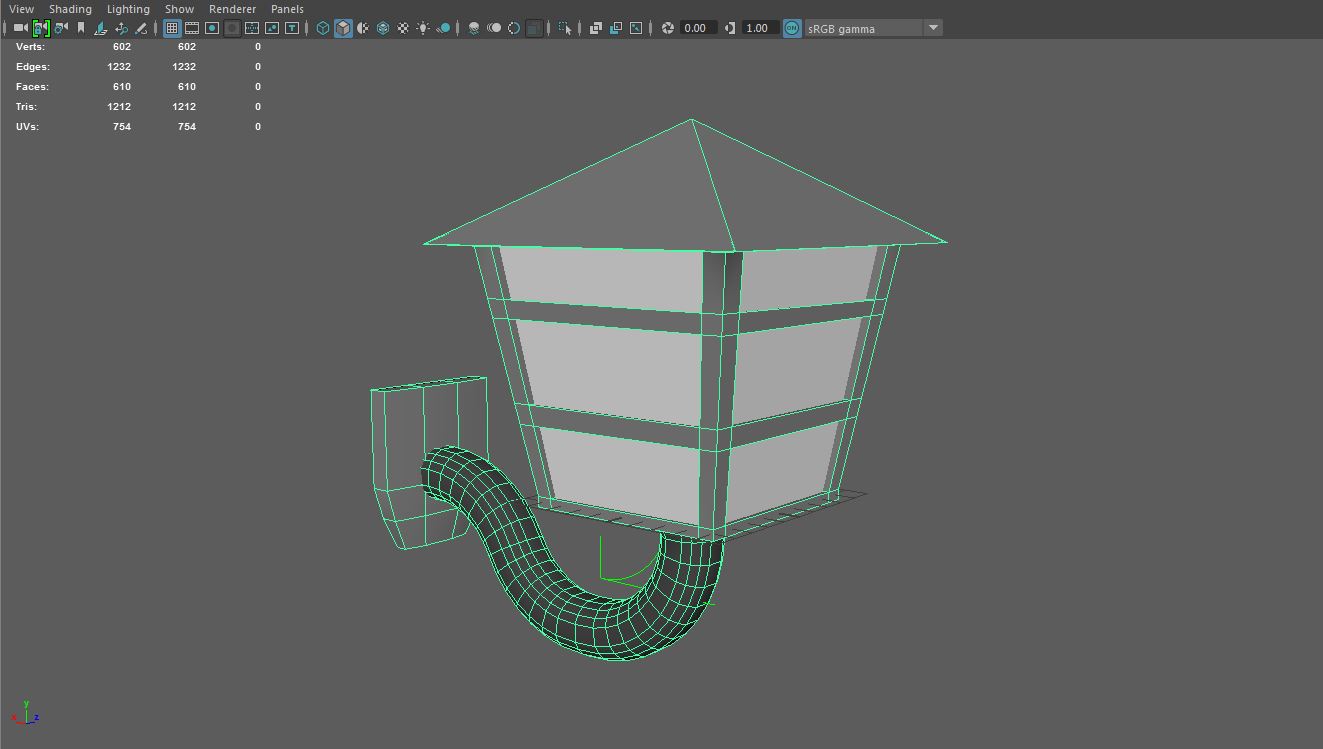 View Shading Lighting Show Renderer Panels
0.00 1.00 ON sRGB gamma
Verts: 602 602 0
Edges: 1232 1232 0
Faces: 610 610 0
Tris: 1212 1212 0
UVs: 754 754 0
y
x z